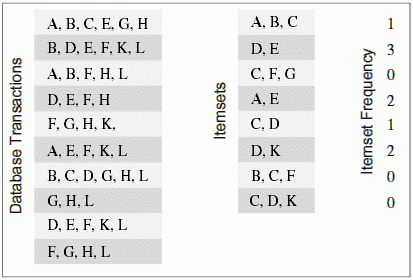 Database Transactions
A, B, C, E, G, H
B, D, E, F, K, L
A, B, F, H, L
D, E, F, H
F, G, H, K,
A, E, F, K, L
B, C, D, G, H, L
G, H, L
D, E, F, K, L
F, G, H, L
Itemsets
A, B, C
D, E
C, F, G
A, E
C, D
D, K
B, C, F
C, D, K
Itemset Frequency
1
3
0
2
1
2
0
0